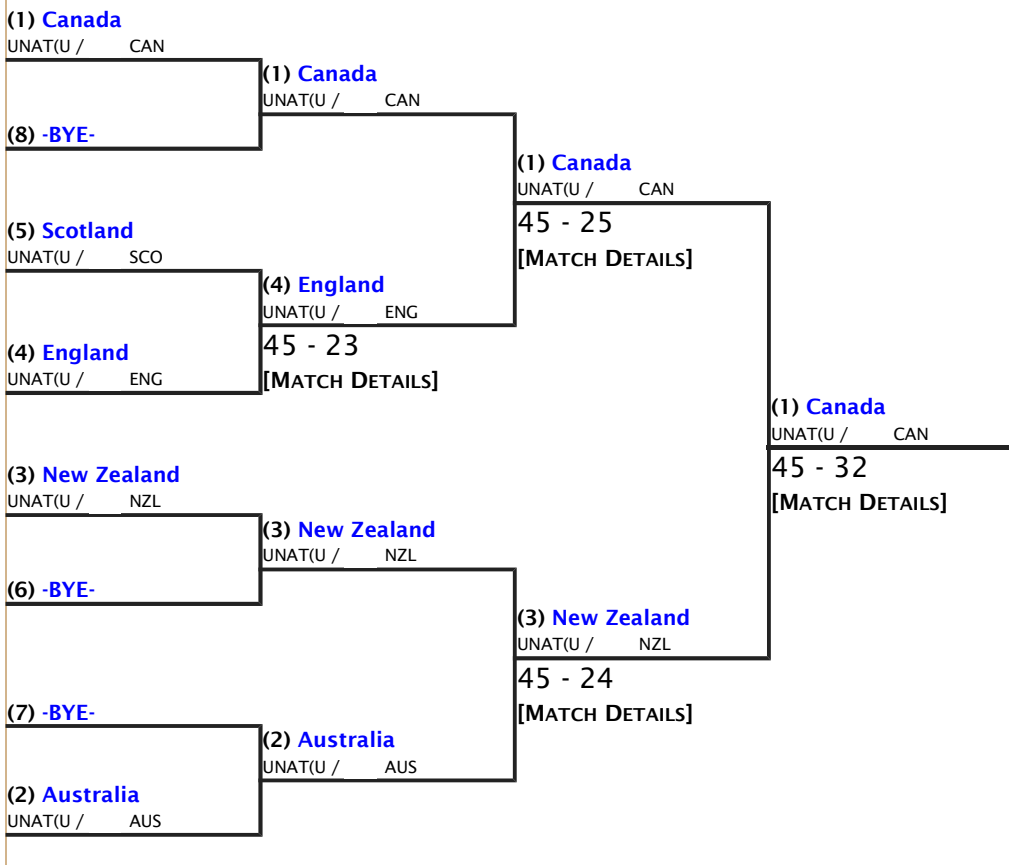 (1) Canada
UNAT(U / CAN
(8) -BYE-
(5) Scotland
UNAT(U / SCO
(4) England
UNAT(U / ENG
(3) New Zealand
UNAT(U / NZL
(6) -BYE-
(7) -BYE-
(2) Australia
UNAT(U / AUS
(1) Canada
UNAT(U / CAN
(4) England
UNAT(U / ENG
45 - 23
[MATCH DETAILS]
(3) New Zealand
UNAT(U / NZL
(2) Australia
UNAT(U / AUS
(1) Canada
UNAT(U / CAN
45 - 25
[MATCH DETAILS]
(3) New Zealand
UNAT(U / NZL
45 - 24
[MATCH DETAILS]
(1) Canada
UNAT(U / CAN
45 - 32
[MATCH DETAILS]